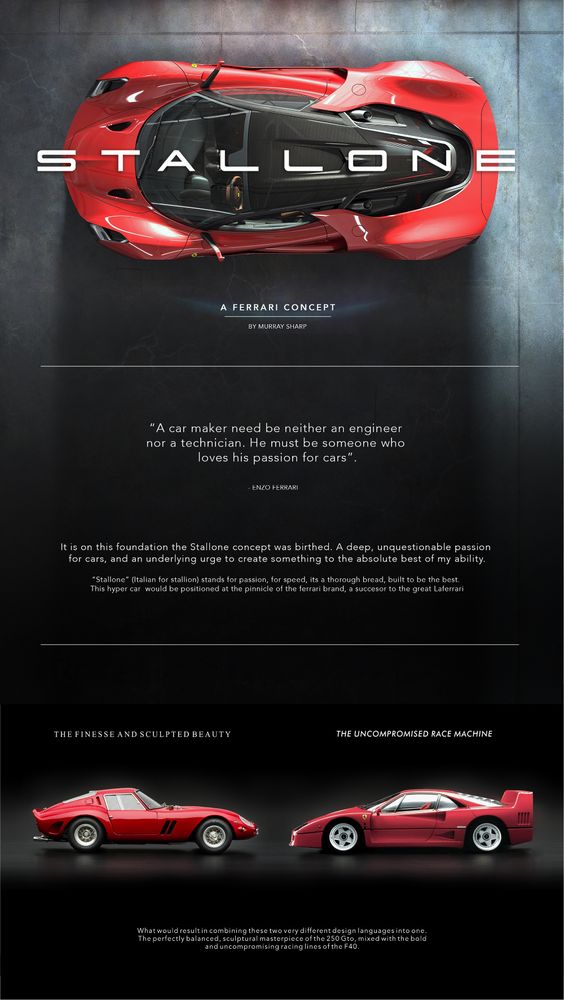 STALLONE
A FERRARI CONCEPT
BY MURRAY SHARP
“A car maker need be neither an engineer
nor a technician. He must be someone who
loves his passion for cars”.
- ENZO FERRARI
It is on this foundation the Stallone concept was birthed. A deep, unquestionable passion
for cars, and an underlying urge to create something to the absolute best of my ability.
“Stallone” (Italian for stallion) stands for passion, for speed, its a thorough bread, built to be the best.
This hyper car would be positioned at the pinnicle of the ferrari brand, a succesor to the great Laferrari
THE FINESSE AND SCULPTED BEAUTY
THE UNCOMPROMISED RACE MACHINE
What would result in combining these two very different design languages into one.
The perfectly balanced, sculptural masterpiece of the 250 Gto, mixed with the bold
and uncompromising racing lines of the F40.